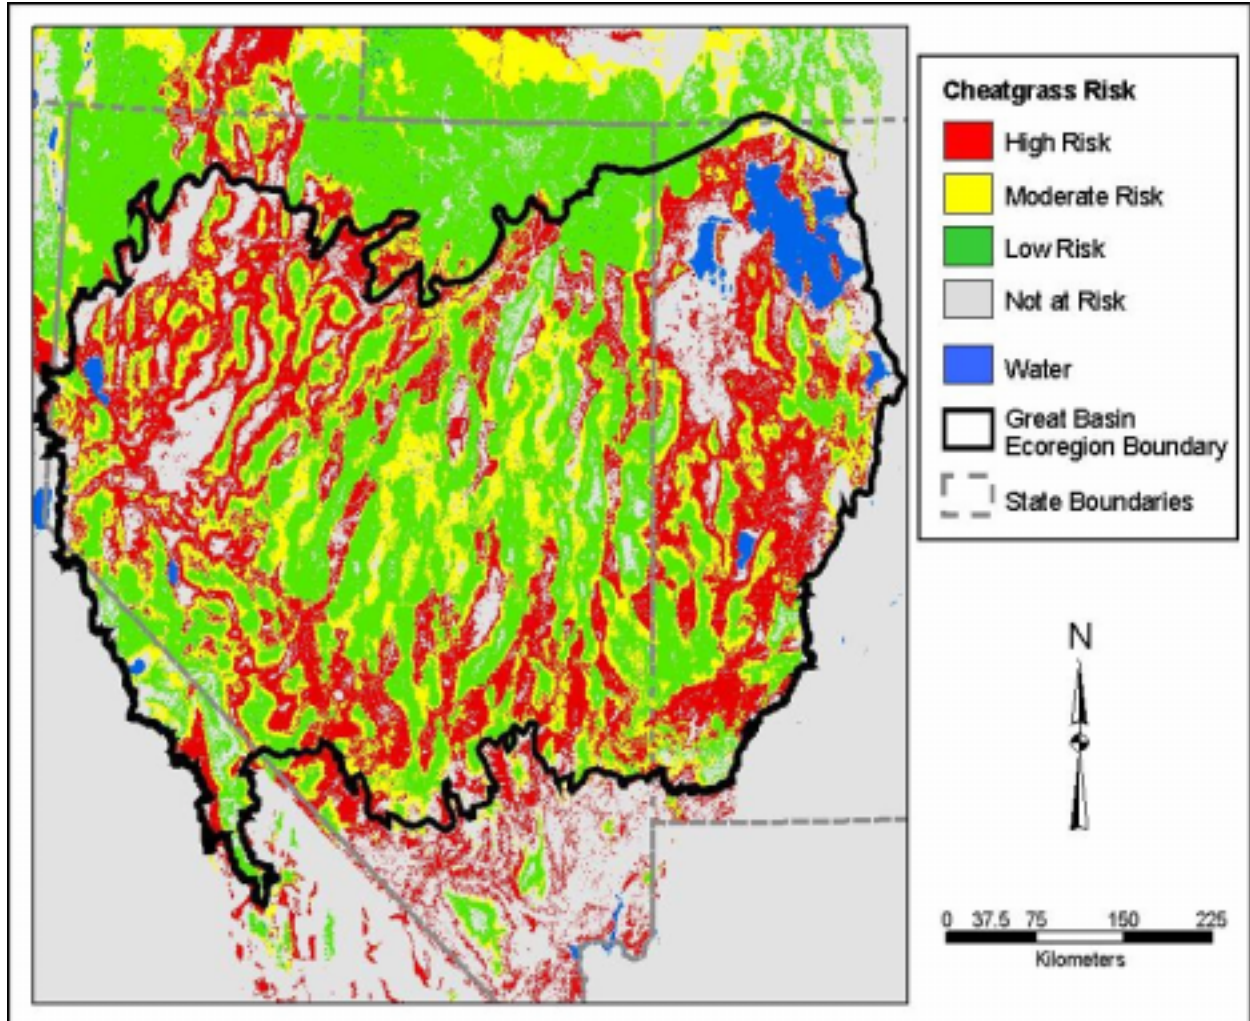 Cheatgrass Risk
High Risk
Moderate Risk
Low Risk
Not at Risk
Water
Great Basin
Ecoregion Boundary
State Boundaries
N
0 37.5 75 150 225
Kilometers